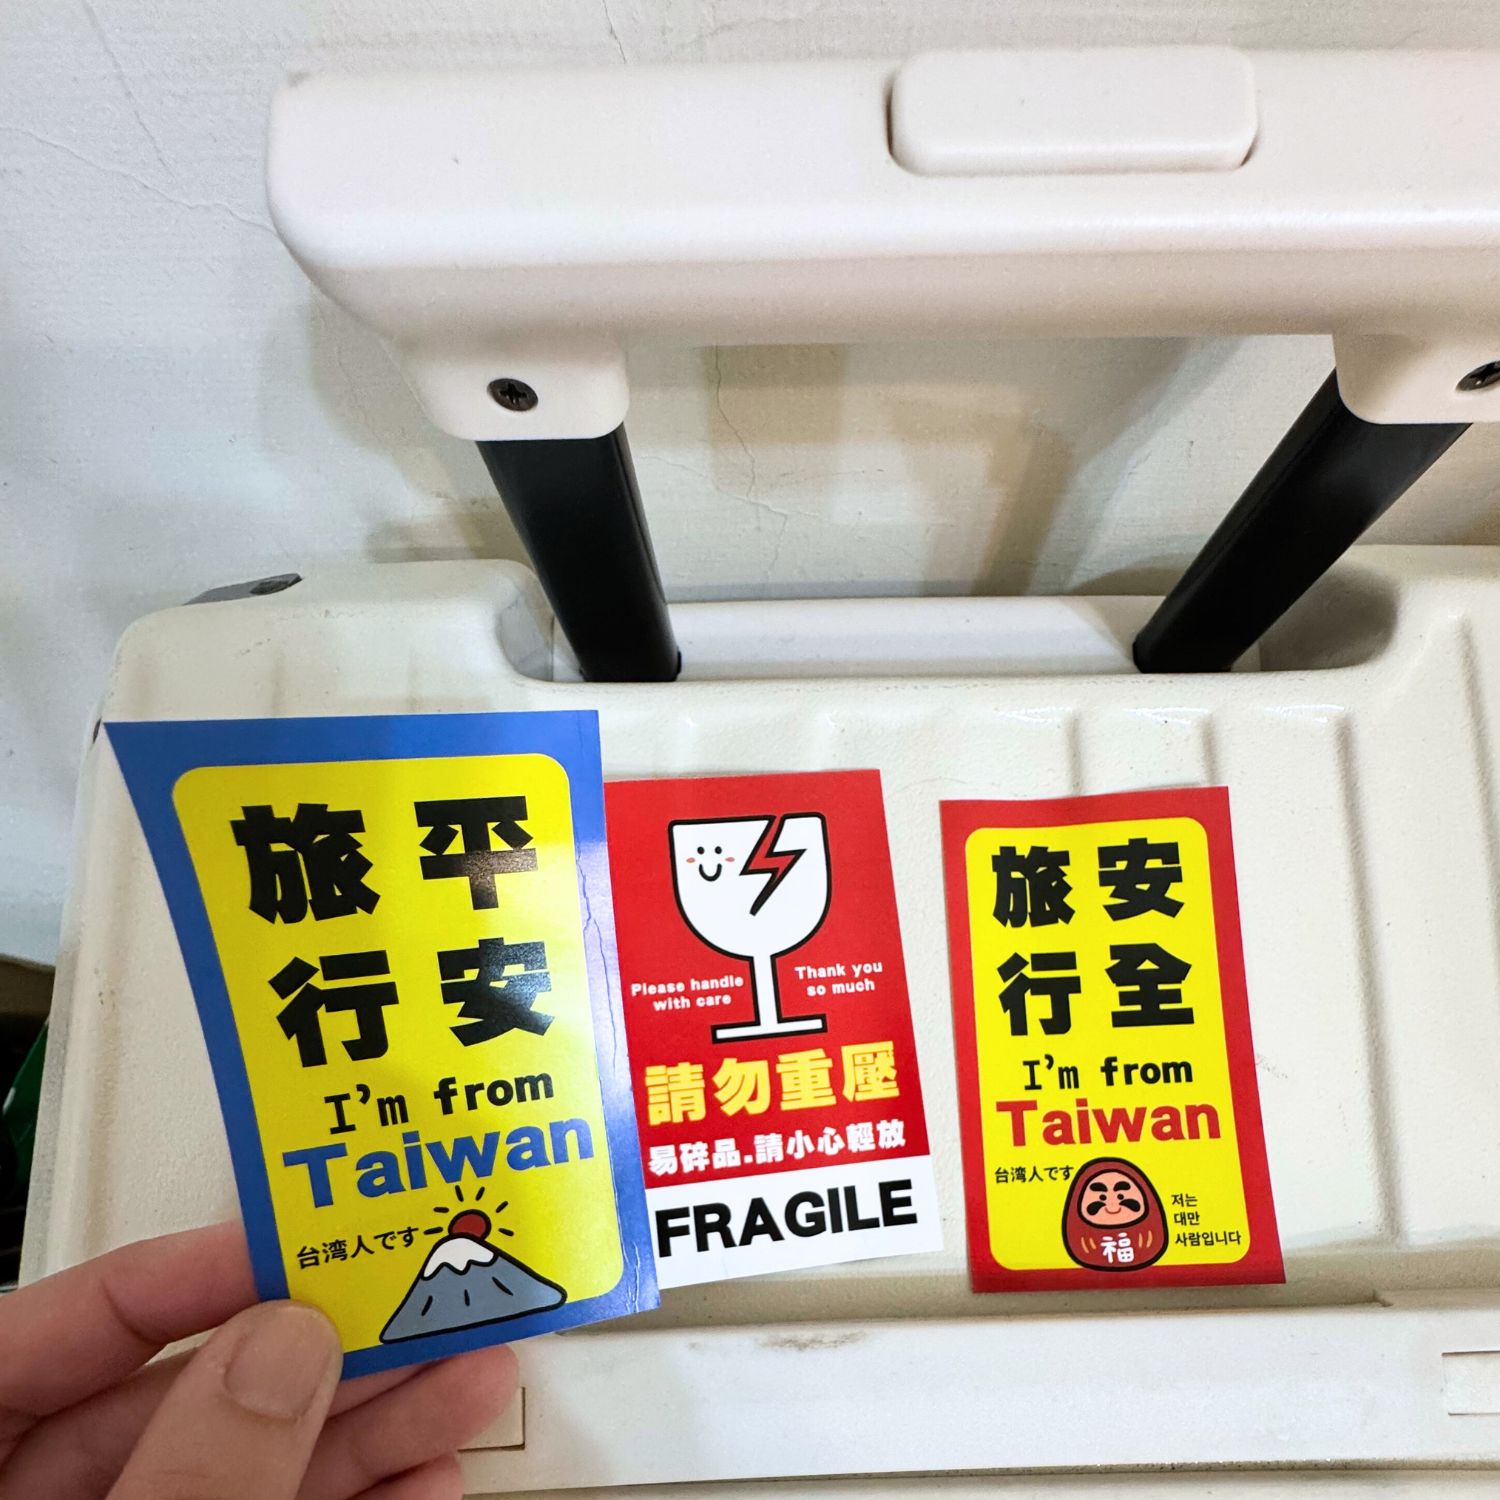 旅行
平安
I'm from
Taiwan
台湾人です
Please handle
with care
Thank you
so much
請勿重壓
易碎品.請小心輕放
FRAGILE
旅行
安全
I'm from
Taiwan
台湾人です
福
저는
대만
사람입니다